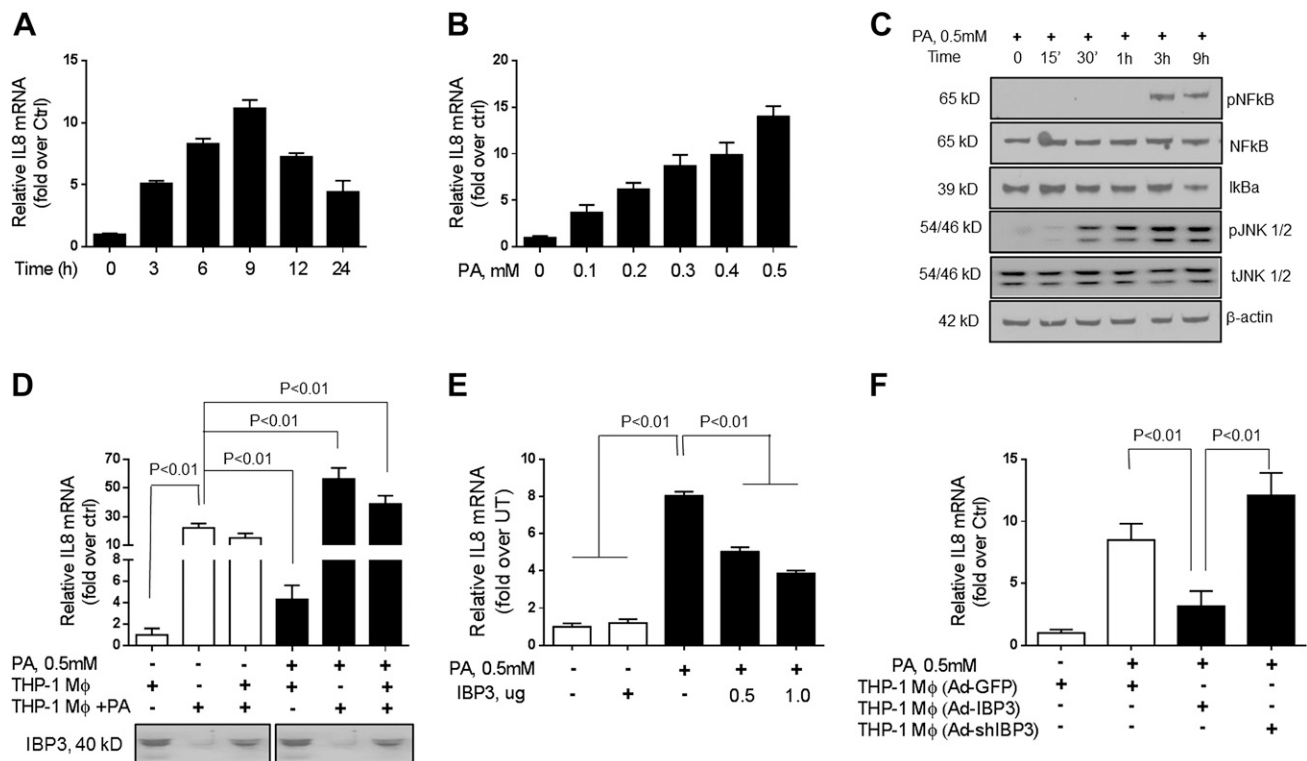 A
Relative IL8 mRNA
(fold over Ctrl)
15
10
5
0
Time (h) 0 3 6 9 12 24
B
Relative IL8 mRNA
(fold over ctrl)
20
15
10
5
0
PA, mM 0 0.1 0.2 0.3 0.4 0.5
C
PA, 0.5mM + + + + + +
Time 0 15' 30' 1h 3h 9h
65 kD pNFkB
65 kD NFkB
39 kD IkBa
54/46 kD pJNK 1/2
54/46 kD tJNK 1/2
42 kD β-actin
D
P<0.01
P<0.01
P<0.01
P<0.01
Relative IL8 mRNA
(fold over ctrl)
70
50
30
10
8
6
4
2
0
PA, 0.5mM - - - + + +
THP-1 Mϕ + - + + - +
THP-1 Mϕ +PA - + + - + +
IBP3, 40 kD
E
P<0.01 P<0.01
Relative IL8 mRNA
(fold over UT)
10
8
6
4
2
0
PA, 0.5mM - - + + +
IBP3, ug - + - 0.5 1.0
F
P<0.01 P<0.01
Relative IL8 mRNA
(fold over Ctrl)
15
10
5
0
PA, 0.5mM - + + +
THP-1 Mϕ (Ad-GFP) + + - -
THP-1 Mϕ (Ad-IBP3) - - + -
THP-1 Mϕ (Ad-shIBP3) - - - +